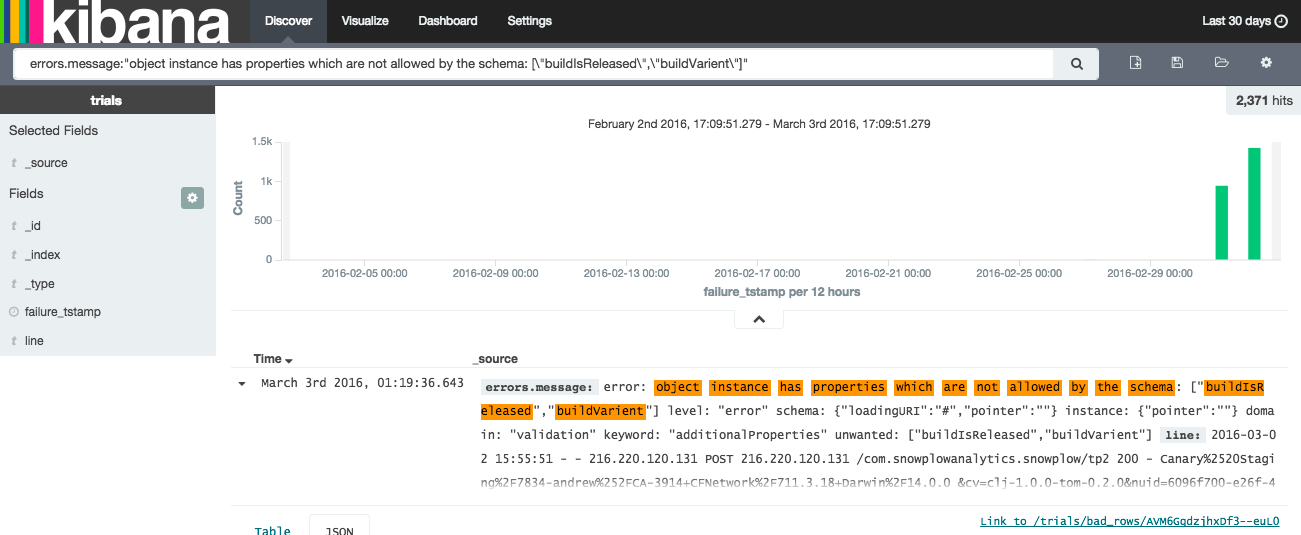 kibana Discover Visualize Dashboard Settings Last 30 days
errors.message:"object instance has properties which are not allowed by the schema: [\"buildIsReleased\",\"buildVarient\"]"
trials
2,371 hits
Selected Fields
t _source
Fields
t _id
t _index
t _type
failure_tstamp
t line
February 2nd 2016, 17:09:51.279 - March 3rd 2016, 17:09:51.279
Count
1.5k
1k
500
0
2016-02-05 00:00 2016-02-09 00:00 2016-02-13 00:00 2016-02-17 00:00 2016-02-21 00:00 2016-02-25 00:00 2016-02-29 00:00
failure_tstamp per 12 hours
Time _source
March 3rd 2016, 01:19:36.643 errors.message: error: object instance has properties which are not allowed by the schema: ["buildIsR
eleased","buildVarient"] level: "error" schema: {"loadingURI":"#","pointer":""} instance: {"pointer":""} doma
in: "validation" keyword: "additionalProperties" unwanted: ["buildIsReleased","buildVarient"] line: 2016-03-0
2 15:55:51 - - 216.220.120.131 POST 216.220.120.131 /com.snowplowanalytics.snowplow/tp2 200 - Canary%2520Stag
ing%2F7834-andrew%252FCA-3914+CFNetwork%2F711.3.18+Darwin%2F14.0.0 &cv=clj-1.0.0-tom-0.2.0&nuid=6096f700-e26f-4
Table JSON Link to /trials/bad_rows/AVM6GqdzjhxDf3--euL0